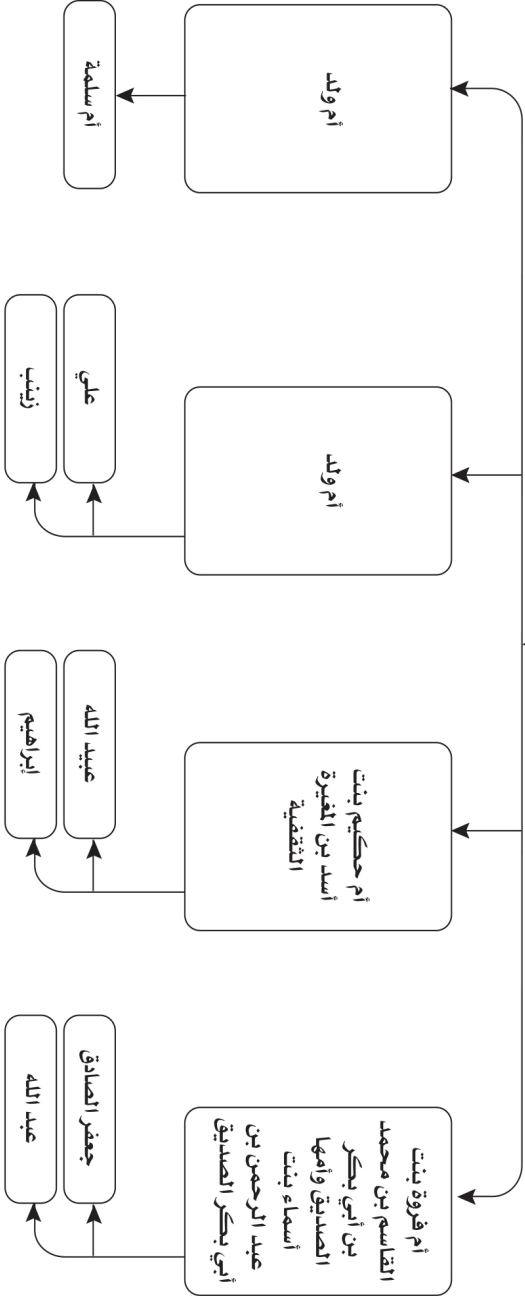 أم فروة بنت
القاسم بن محمد
بن أبي بكر
الصديق وأمها
أسماء بنت
عبد الرحمن بن
أبي بكر الصديق
جعفر الصادق
عبد الله
أم حكيم بنت
أسد بن المغيرة
الثقفية
عبيد الله
إبراهيم
أم ولد
علي
زينب
أم ولد
أم سلمة